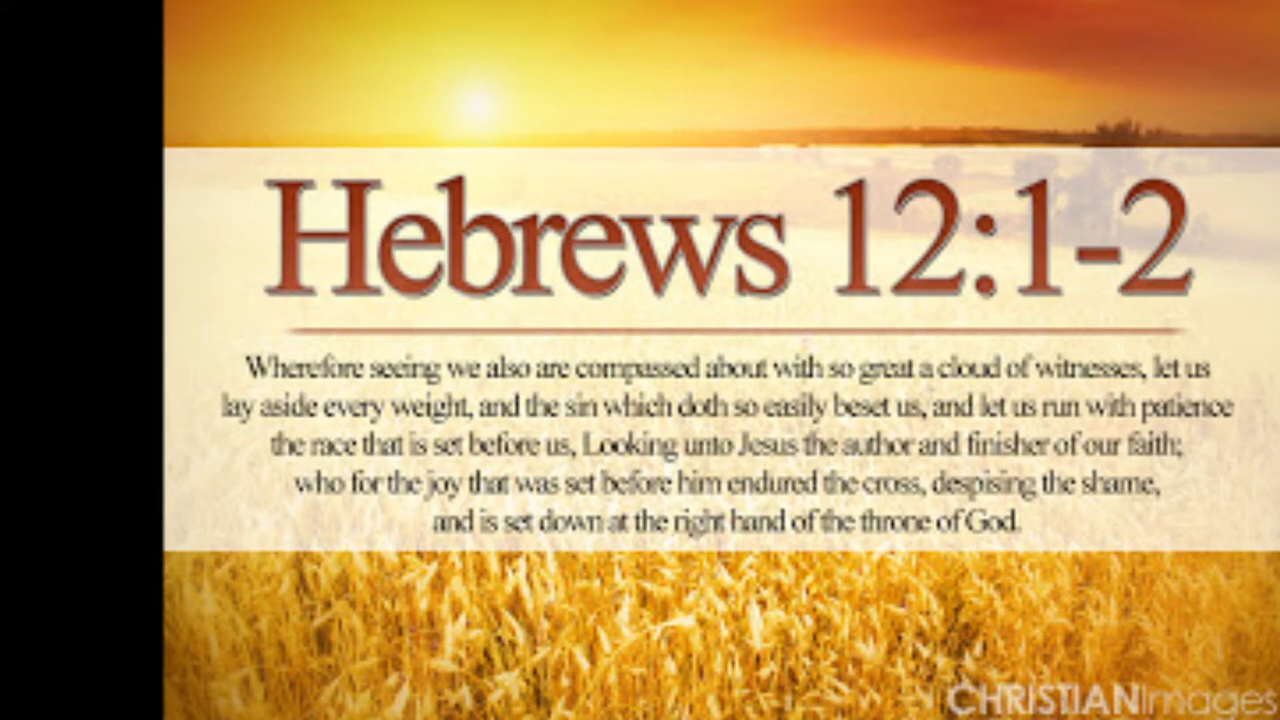 Hebrews 12:1-2
Wherefore seeing we also are compassed about with so great a cloud of witnesses, let us
lay aside every weight, and the sin which doth so easily beset us, and let us run with patience
the race that is set before us, Looking unto Jesus the author and finisher of our faith;
who for the joy that was set before him endured the cross, despising the shame,
and is set down at the right hand of the throne of God.
CHRISTIANimages